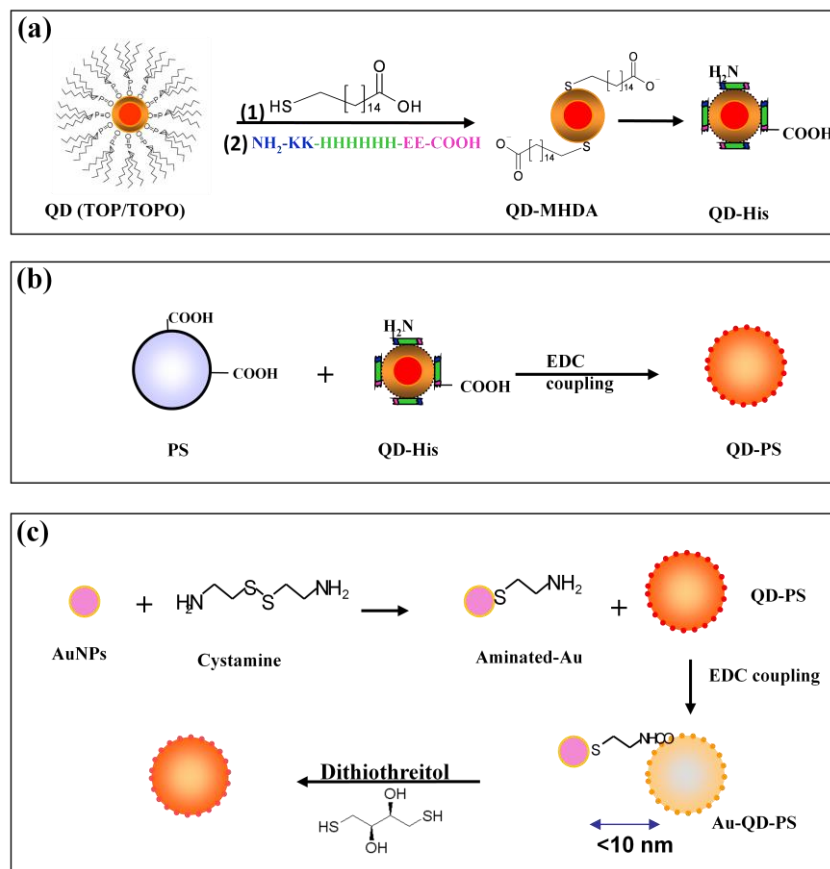 (a)
HS
14
O
OH
(1)
(2) NH2-KK-HHHHHH-EE-COOH
QD (TOP/TOPO)
S
14
O
O-
O-
O
14
S
QD-MHDA
H2N
COOH
QD-His
(b)
COOH
COOH
PS
+
H2N
COOH
QD-His
EDC
coupling
QD-PS
(c)
AuNPs
+
H2N
S
S
NH2
Cystamine
S
NH2
Aminated-Au
+
QD-PS
EDC coupling
S
NHCO
Au-QD-PS
<10 nm
Dithiothreitol
HS
OH
SH
OH